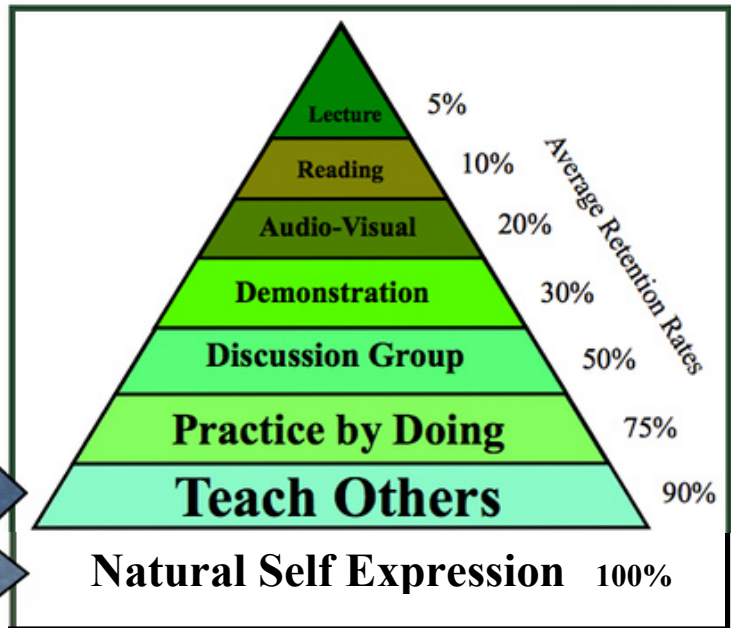 Lecture 5%
Reading 10%
Audio-Visual 20%
Demonstration 30%
Discussion Group 50%
Practice by Doing 75%
Teach Others 90%
Natural Self Expression 100%
Average Retention Rates